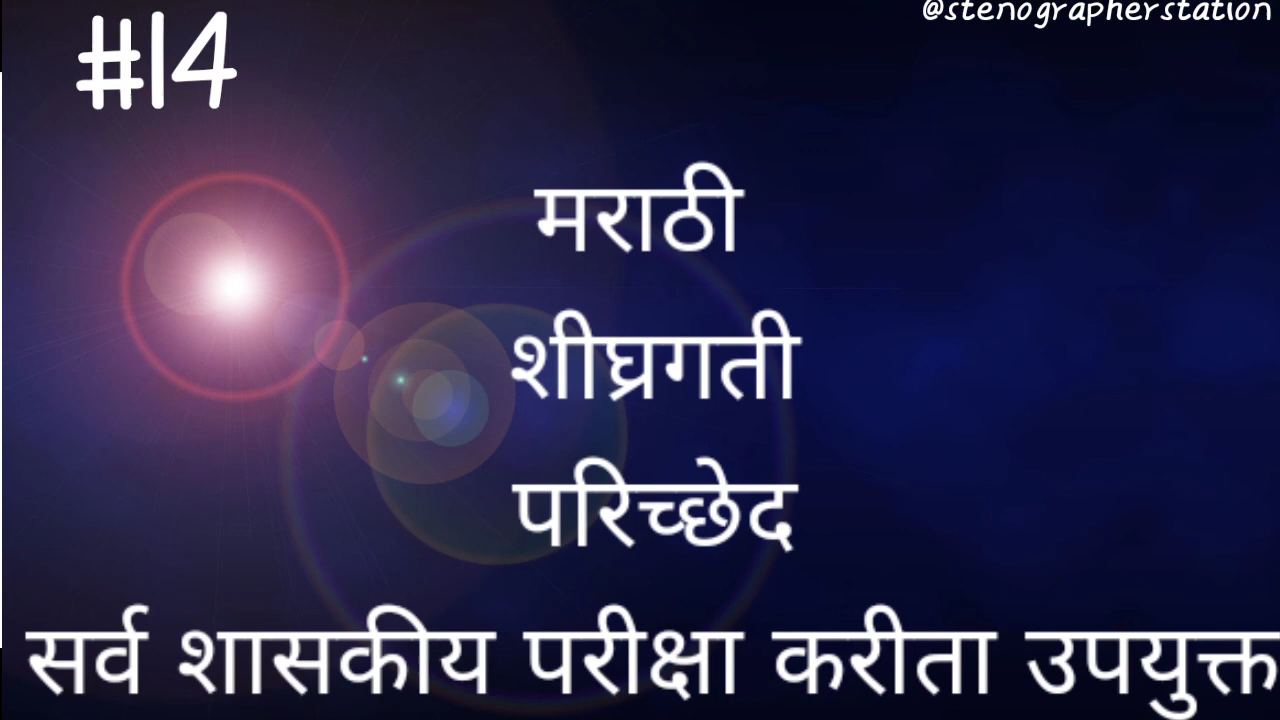 @stenographerstation
#14
मराठी
शीघ्रगती
परिच्छेद
सर्व शासकीय परीक्षा करीता उपयुक्त